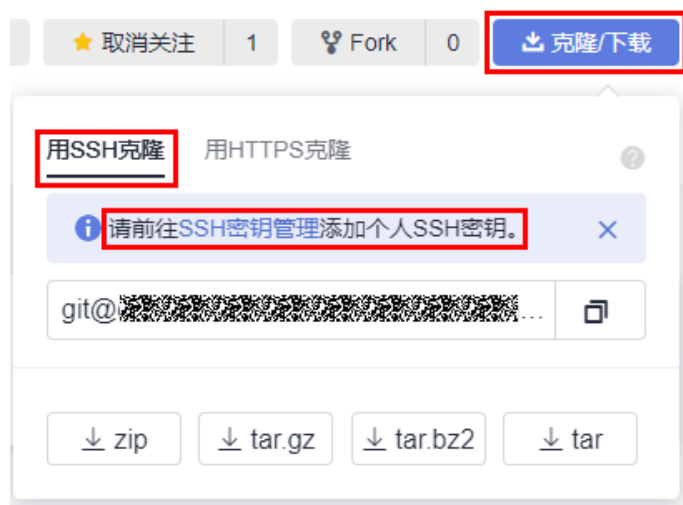 取消关注 1 Fork 0 克隆/下载
用SSH克隆 用HTTPS克隆
请前往SSH密钥管理添加个人SSH密钥。
git@ ...
zip tar.gz tar.bz2 tar